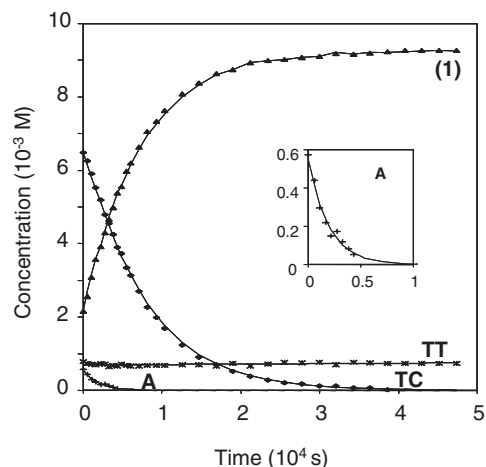 10
8
6
4
2
0
Concentration (10⁻³ M)
(1)
0.6
0.4
0.2
0
A
0 0.5 1
TT
A
TC
0 1 2 3 4 5
Time (10⁴ s)